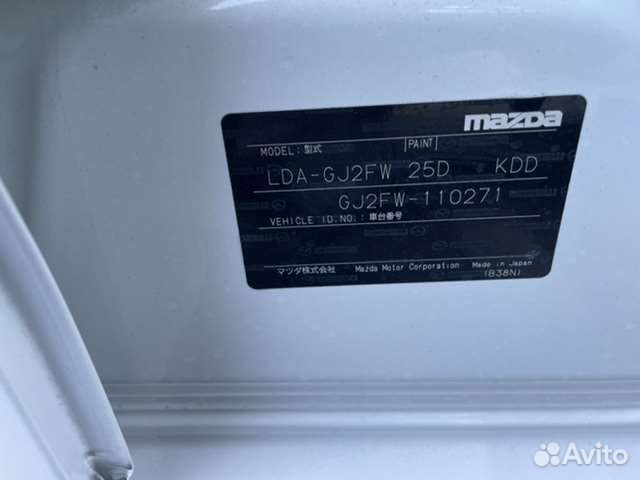 mazda
MODEL:型式 [PAINT]
LDA-GJ2FW 25D KDD
GJ2FW-110271
VEHICLE ID.NO.:車台番号
マツダ株式会社 Mazda Motor Corporation Made in Japan
(B38N)
Avito